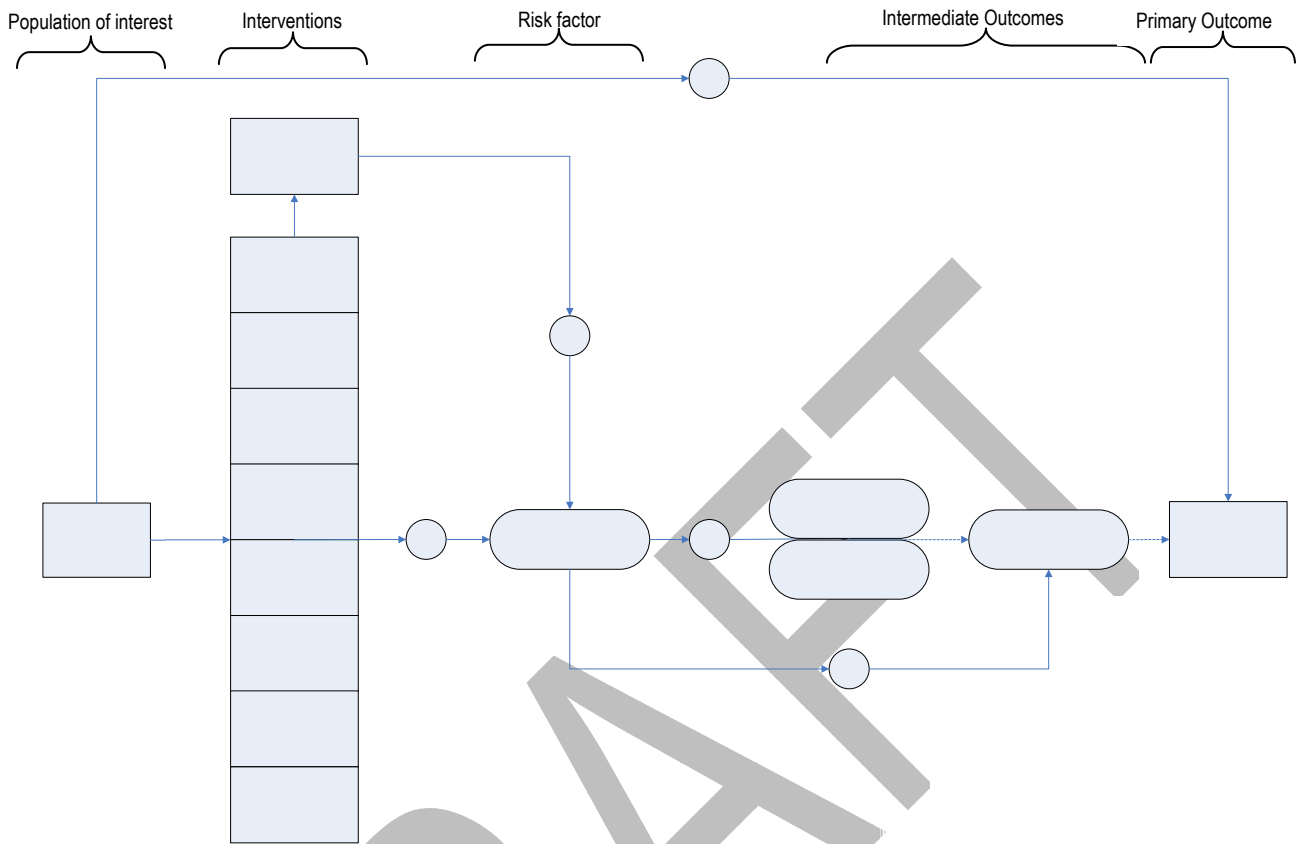 Population of interest
Interventions
Risk factor
Intermediate Outcomes
Primary Outcome
DRAFT